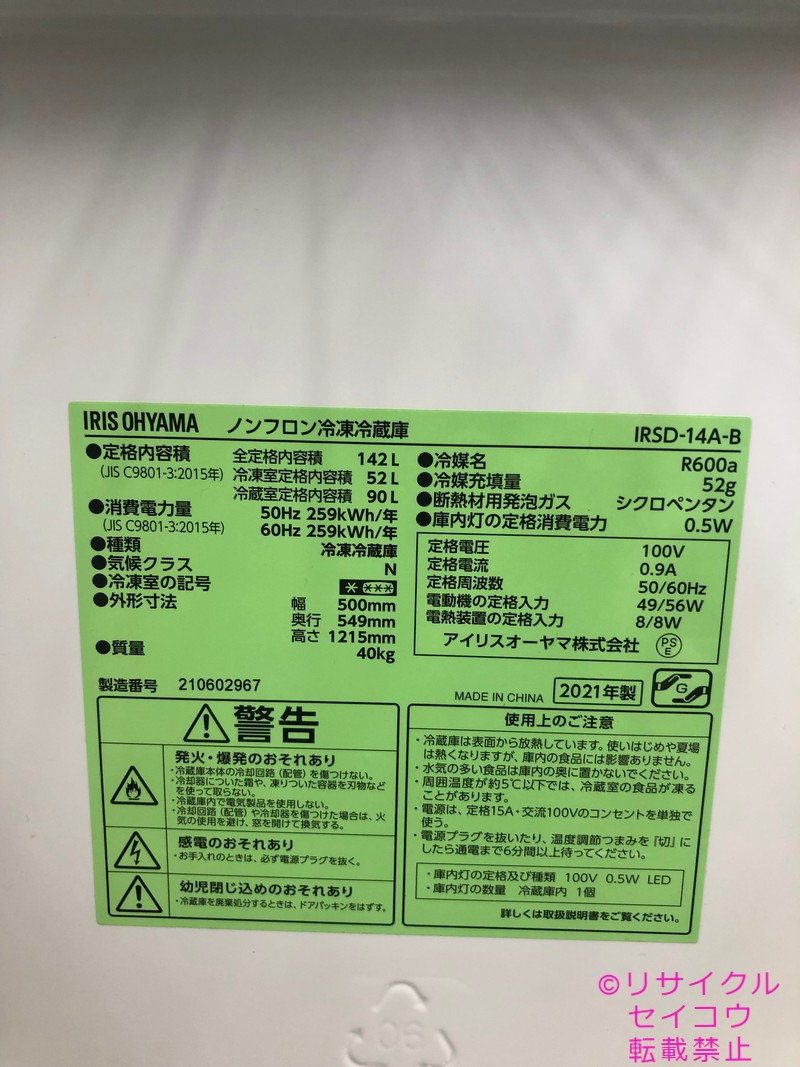 IRIS OHYAMA ノンフロン冷凍冷蔵庫 IRSD-14A-B
●定格内容積 全定格内容積 142L
(JIS C9801-3:2015年) 冷凍室定格内容積 52L
冷蔵室定格内容積 90L
●消費電力量 50Hz 259kWh/年
(JIS C9801-3:2015年) 60Hz 259kWh/年
●種類 冷凍冷蔵庫
●気候クラス N
●冷凍室の記号
●外形寸法 幅 500mm
奥行 549mm
高さ 1215mm
●質量 40kg
製造番号 210602967
●冷媒名 R600a
●冷媒充填量 52g
●断熱材用発泡ガス シクロペンタン
●庫内灯の定格消費電力 0.5W
定格電圧 100V
定格電流 0.9A
定格周波数 50/60Hz
電動機の定格入力 49/56W
電熱装置の定格入力 8/8W
アイリスオーヤマ株式会社 PSE
MADE IN CHINA 2021年製 G
警告
発火・爆発のおそれあり
・冷蔵庫本体の冷却回路(配管)を傷つけない。
・冷却器についた霜や、凍りついた容器を刃物など
を使って取らない。
・冷蔵庫内で電気製品を使用しない。
・冷却回路(配管)や冷却器を傷つけた場合は、火
気の使用を避け、窓を開けて換気する。
感電のおそれあり
・お手入れのときは、必ず電源プラグを抜く。
幼児閉じ込めのおそれあり
・冷蔵庫を廃棄処分するときは、ドアパッキンをはずす。
使用上のご注意
・冷蔵庫は表面から放熱しています。使いはじめや夏場
は熱くなりますが、庫内の食品には影響ありません。
・水気の多い食品は庫内の奥に置かないでください。
・周囲温度が約5℃以下では、冷蔵室の食品が凍る
ことがあります。
・電源は、定格15A・交流100Vのコンセントを単独で
使う。
・電源プラグを抜いたり、温度調節つまみを『切』に
したら通電まで6分間以上待ってください。
・庫内灯の定格及び種類 100V 0.5W LED
・庫内灯の数量 冷蔵庫内 1個
詳しくは取扱説明書をご覧ください。
06
©リサイクル
セイコウ
転載禁止